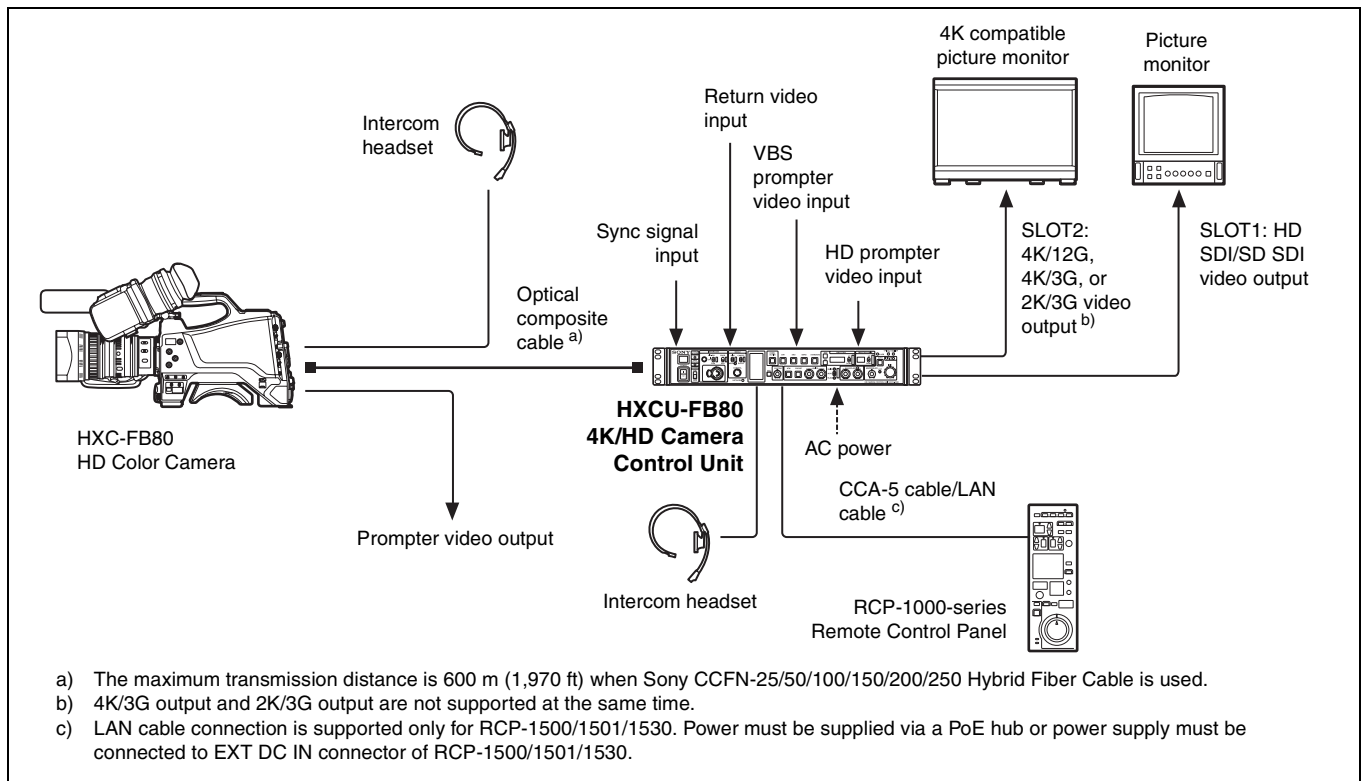 4K compatible
picture monitor
Picture
monitor
Return video
input
Intercom
headset
VBS
prompter
video input
Sync signal
input
HD prompter
video input
SLOT2:
4K/12G,
4K/3G, or
2K/3G video
output b)
SLOT1: HD
SDI/SD SDI
video output
Optical
composite
cable a)
HXCU-FB80
4K/HD Camera
Control Unit
AC power
HXC-FB80
HD Color Camera
CCA-5 cable/LAN
cable c)
Prompter video output
Intercom headset
RCP-1000-series
Remote Control Panel
a) The maximum transmission distance is 600 m (1,970 ft) when Sony CCFN-25/50/100/150/200/250 Hybrid Fiber Cable is used.
b) 4K/3G output and 2K/3G output are not supported at the same time.
c) LAN cable connection is supported only for RCP-1500/1501/1530. Power must be supplied via a PoE hub or power supply must be
connected to EXT DC IN connector of RCP-1500/1501/1530.